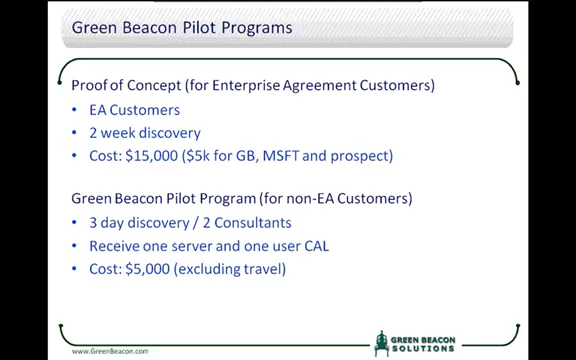 Green Beacon Pilot Programs
Proof of Concept (for Enterprise Agreement Customers)
• EA Customers
• 2 week discovery
• Cost: $15,000 ($5k for GB, MSFT and prospect)
Green Beacon Pilot Program (for non-EA Customers)
• 3 day discovery / 2 Consultants
• Receive one server and one user CAL
• Cost: $5,000 (excluding travel)
www.GreenBeacon.com
GREEN BEACON
SOLUTIONS